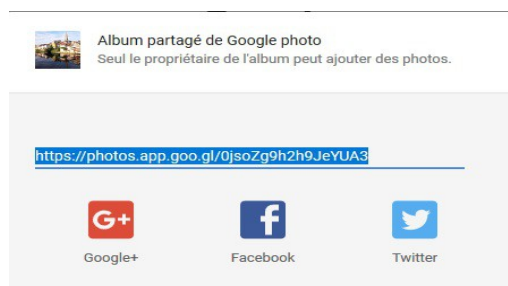 Album partagé de Google photo
Seul le propriétaire de l'album peut ajouter des photos.
https://photos.app.goo.gl/0jsoZg9h2h9JeYUA3
G+
f
Google+
Facebook
Twitter